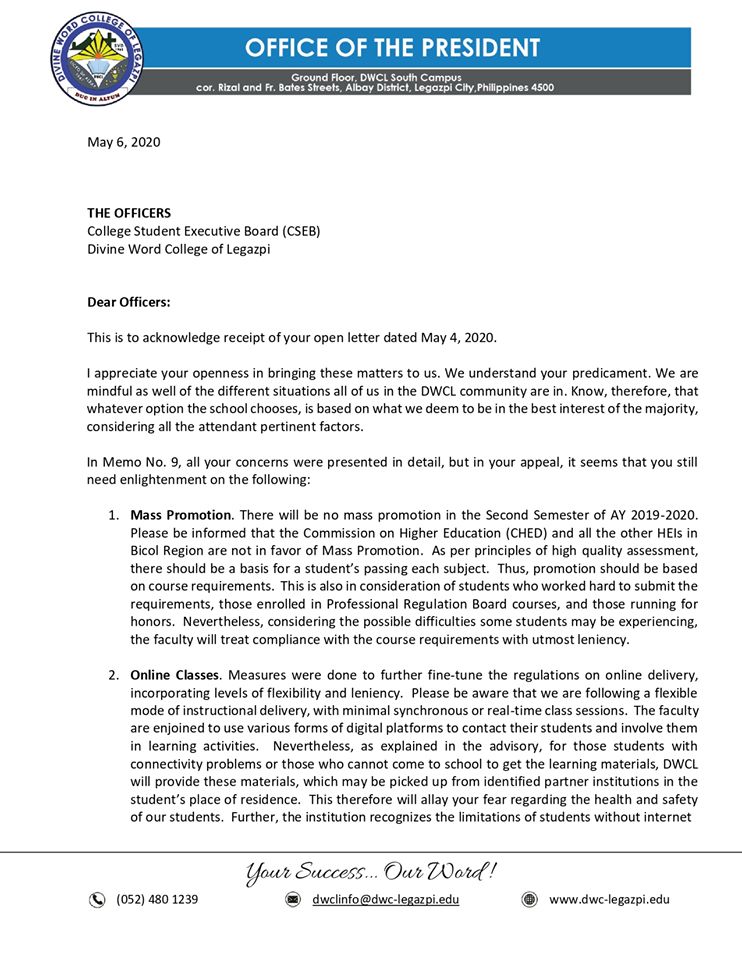 DIVINE WORD COLLEGE OF LEGAZPI
DUC IN ALTUM
OFFICE OF THE PRESIDENT
Ground Floor, DWCL South Campus
cor. Rizal and Fr. Bates Streets, Albay District, Legazpi City,Philippines 4500
May 6, 2020
THE OFFICERS
College Student Executive Board (CSEB)
Divine Word College of Legazpi
Dear Officers:
This is to acknowledge receipt of your open letter dated May 4, 2020.
I appreciate your openness in bringing these matters to us. We understand your predicament. We are
mindful as well of the different situations all of us in the DWCL community are in. Know, therefore, that
whatever option the school chooses, is based on what we deem to be in the best interest of the majority,
considering all the attendant pertinent factors.
In Memo No. 9, all your concerns were presented in detail, but in your appeal, it seems that you still
need enlightenment on the following:
1. Mass Promotion. There will be no mass promotion in the Second Semester of AY 2019-2020.
Please be informed that the Commission on Higher Education (CHED) and all the other HEIs in
Bicol Region are not in favor of Mass Promotion. As per principles of high quality assessment,
there should be a basis for a student's passing each subject. Thus, promotion should be based
on course requirements. This is also in consideration of students who worked hard to submit the
requirements, those enrolled in Professional Regulation Board courses, and those running for
honors. Nevertheless, considering the possible difficulties some students may be experiencing,
the faculty will treat compliance with the course requirements with utmost leniency.
2. Online Classes. Measures were done to further fine-tune the regulations on online delivery,
incorporating levels of flexibility and leniency. Please be aware that we are following a flexible
mode of instructional delivery, with minimal synchronous or real-time class sessions. The faculty
are enjoined to use various forms of digital platforms to contact their students and involve them
in learning activities. Nevertheless, as explained in the advisory, for those students with
connectivity problems or those who cannot come to school to get the learning materials, DWCL
will provide these materials, which may be picked up from identified partner institutions in the
student's place of residence. This therefore will allay your fear regarding the health and safety
of our students. Further, the institution recognizes the limitations of students without internet
Your Success... Our Word!
(052) 480 1239
dwclinfo@dwc-legazpi.edu
www.dwc-legazpi.edu